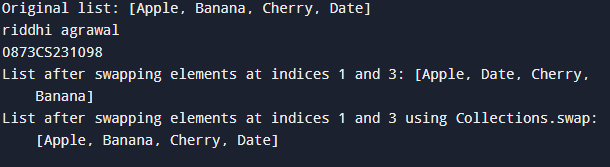 Original list: [Apple, Banana, Cherry, Date]
riddhi agrawal
0873CS231098
List after swapping elements at indices 1 and 3: [Apple, Date, Cherry,
Banana]
List after swapping elements at indices 1 and 3 using Collections.swap:
[Apple, Banana, Cherry, Date]